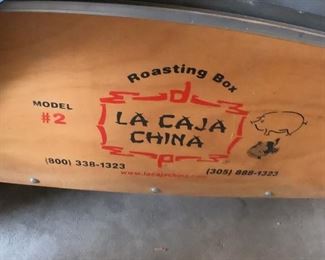 Roasting Box
MODEL
#2
LA CAJA
CHINA
(800) 338-1323
(305) 888-1323
www.lacajachina.com